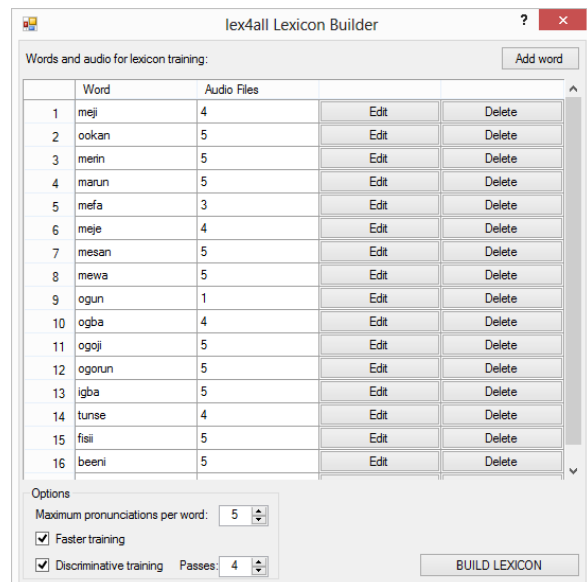 lex4all Lexicon Builder ? ×
Words and audio for lexicon training: Add word
Word Audio Files
1 meji 4 Edit Delete
2 ookan 5 Edit Delete
3 merin 5 Edit Delete
4 marun 5 Edit Delete
5 mefa 3 Edit Delete
6 meje 4 Edit Delete
7 mesan 5 Edit Delete
8 mewa 5 Edit Delete
9 ogun 1 Edit Delete
10 ogba 4 Edit Delete
11 ogoji 5 Edit Delete
12 ogorun 5 Edit Delete
13 igba 5 Edit Delete
14 tunse 4 Edit Delete
15 fisii 5 Edit Delete
16 beeni 5 Edit Delete
Options
Maximum pronunciations per word: 5
Faster training
Discriminative training Passes: 4 BUILD LEXICON